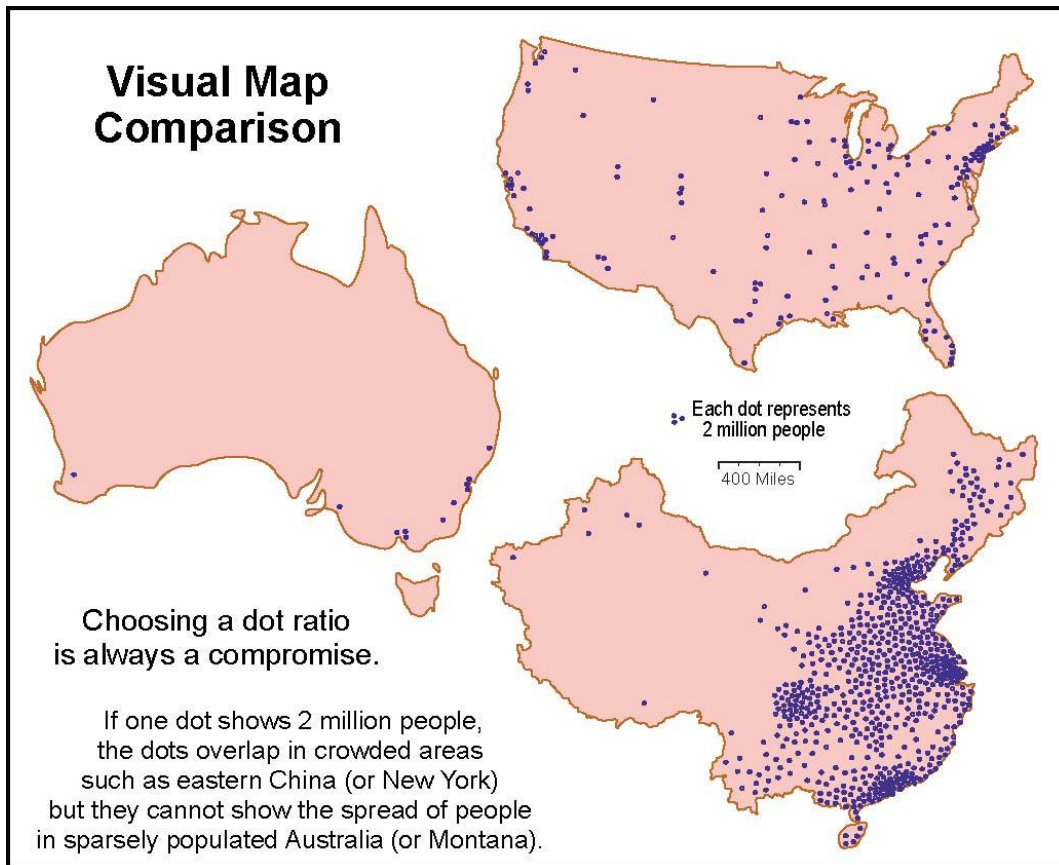 Visual Map
Comparison
Each dot represents
2 million people
400 Miles
Choosing a dot ratio
is always a compromise.
If one dot shows 2 million people,
the dots overlap in crowded areas
such as eastern China (or New York)
but they cannot show the spread of people
in sparsely populated Australia (or Montana).